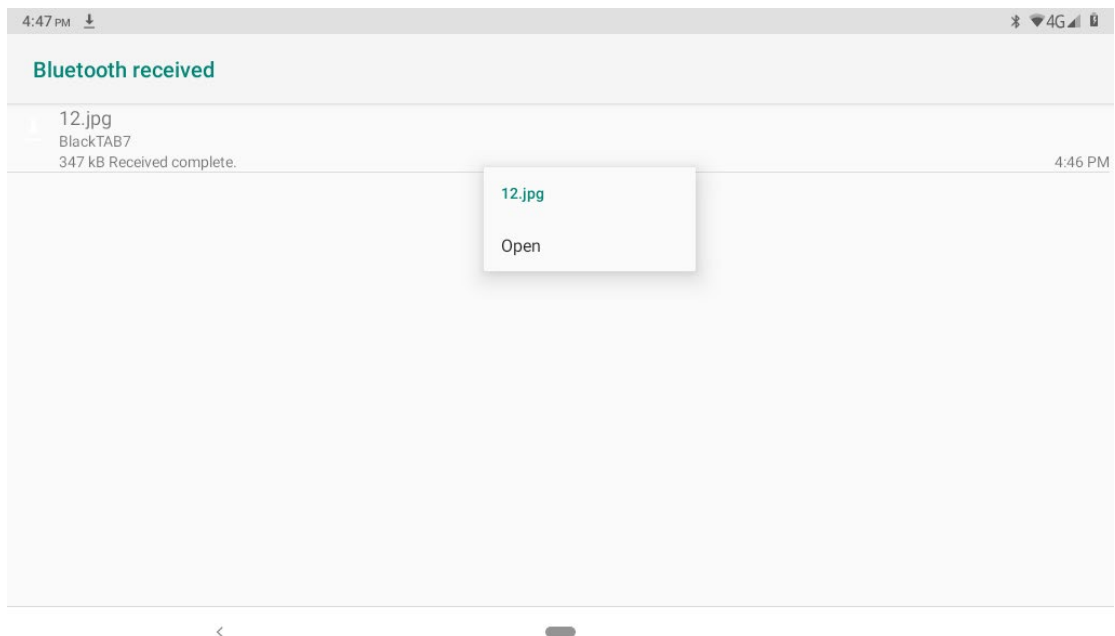 4:47 PM
4G
Bluetooth received
12.jpg
BlackTAB7
347 kB Received complete.
4:46 PM
12.jpg
Open